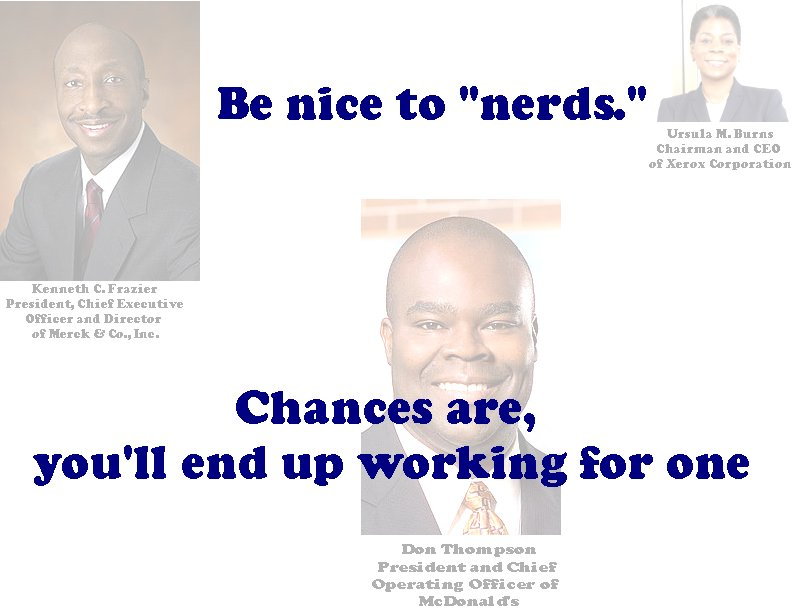 Be nice to "nerds."
Ursula M. Burns
Chairman and CEO
of Xerox Corporation
Kenneth C. Frazier
President, Chief Executive
Officer and Director
of Merck & Co., Inc.
Chances are,
you'll end up working for one
Don Thompson
President and Chief
Operating Officer of
McDonald's